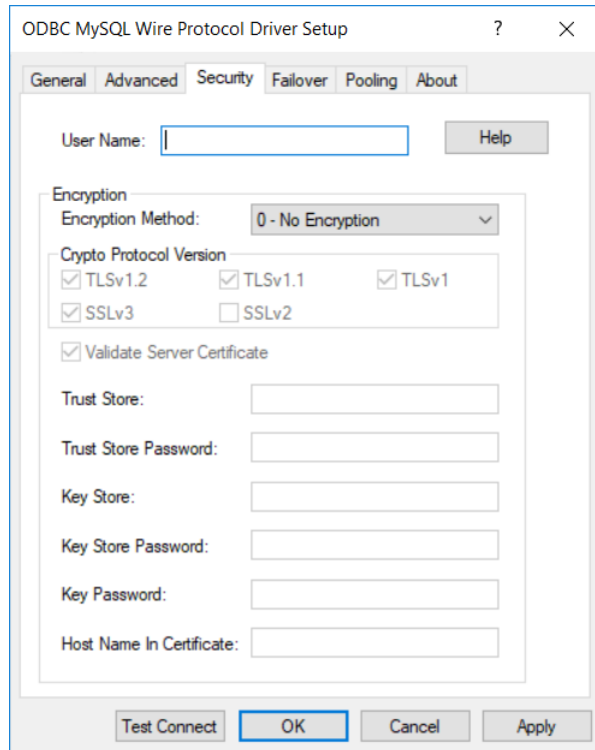 ODBC MySQL Wire Protocol Driver Setup ?
General Advanced Security Failover Pooling About
User Name: Help
Encryption
Encryption Method: 0 - No Encryption
Crypto Protocol Version
TLSv1.2 TLSv1.1 TLSv1
SSLv3 SSLv2
Validate Server Certificate
Trust Store:
Trust Store Password:
Key Store:
Key Store Password:
Key Password:
Host Name In Certificate:
Test Connect OK Cancel Apply